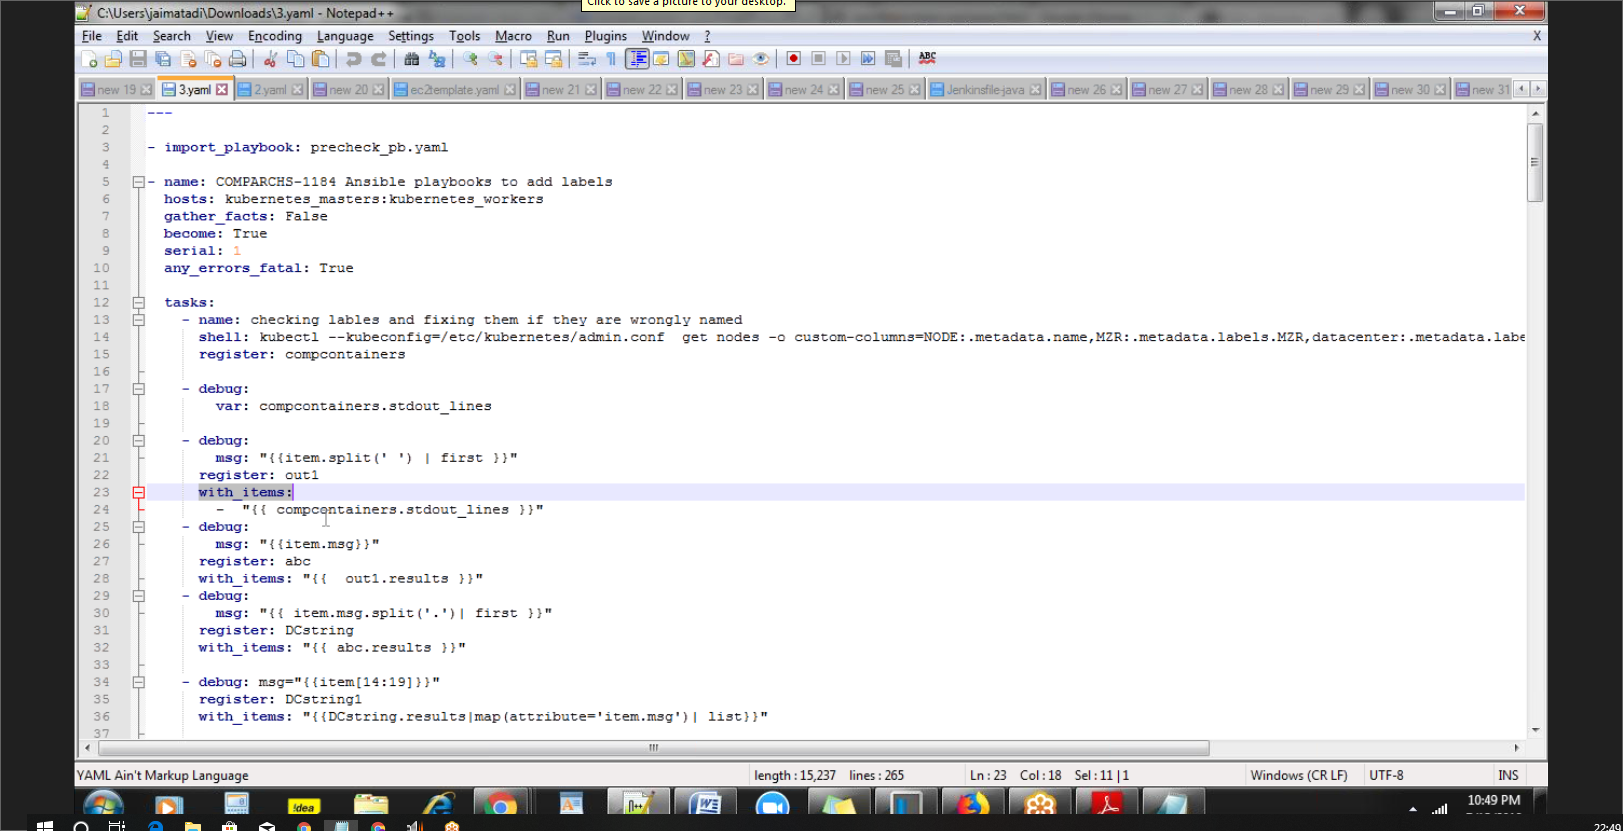 Click to save a picture to your desktop.
C:\Users\jaimatadi\Downloads\3.yaml - Notepad++
File Edit Search View Encoding Language Settings Tools Macro Run Plugins Window ? X
ABC
new 19 3.yaml 2.yaml new 20 ec2template.yaml new 21 new 22 new 23 new 24 new 25 Jenkinsfile-java new 26 new 27 new 28 new 29 new 30 new 31
1 ---
2
3 - import_playbook: precheck_pb.yaml
4
5 - name: COMPARCHS-1184 Ansible playbooks to add labels
6 hosts: kubernetes_masters:kubernetes_workers
7 gather_facts: False
8 become: True
9 serial: 1
10 any_errors_fatal: True
11
12 tasks:
13 - name: checking lables and fixing them if they are wrongly named
14 shell: kubectl --kubeconfig=/etc/kubernetes/admin.conf  get nodes -o custom-columns=NODE:.metadata.name,MZR:.metadata.labels.MZR,datacenter:.metadata.labe
15 register: compcontainers
16
17 - debug:
18 var: compcontainers.stdout_lines
19
20 - debug:
21 msg: "{{item.split(' ') | first }}"
22 register: out1
23 with_items:
24 -  "{{ compcontainers.stdout_lines }}"
25 - debug:
26 msg: "{{item.msg}}"
27 register: abc
28 with_items: "{{  out1.results }}"
29 - debug:
30 msg: "{{ item.msg.split('.')| first }}"
31 register: DCstring
32 with_items: "{{ abc.results }}"
33
34 - debug: msg="{{item[14:19]}}"
35 register: DCstring1
36 with_items: "{{DCstring.results|map(attribute='item.msg')| list}}"
37
YAML Ain't Markup Language length : 15,237 lines : 265 Ln : 23 Col : 18 Sel : 11 | 1 Windows (CR LF) UTF-8 INS
!dea
10:49 PM
22:49